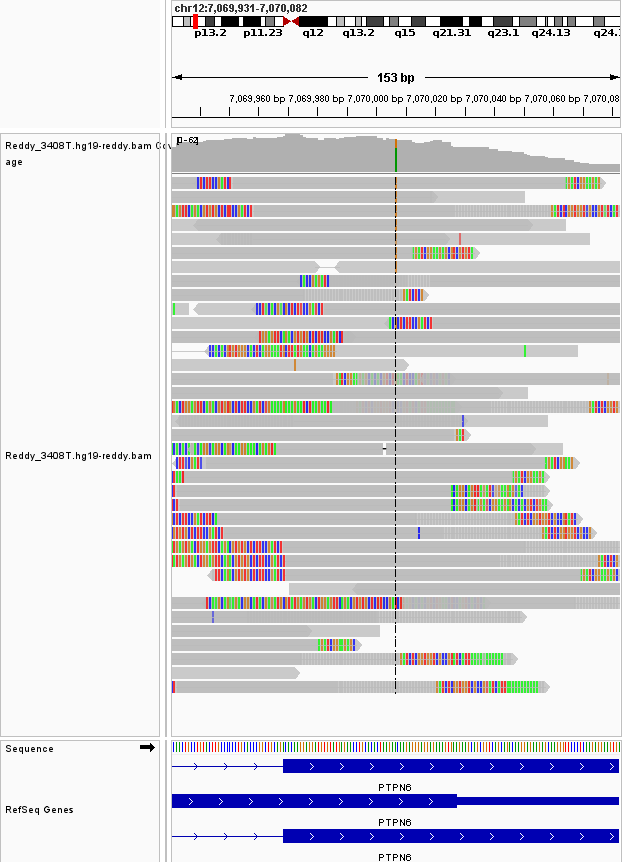 chr12:7,069,931-7,070,082
p13.2 p11.23 q12 q13.2 q15 q21.31 q23.1 q24.13 q24.
153 bp
7,069,960 bp 7,069,980 bp 7,070,000 bp 7,070,020 bp 7,070,040 bp 7,070,060 bp 7,070,08
Reddy_3408T.hg19-reddy.bam Cov
age
[0-62]
Reddy_3408T.hg19-reddy.bam
Sequence
PTPN6
RefSeq Genes
PTPN6
PTPN6